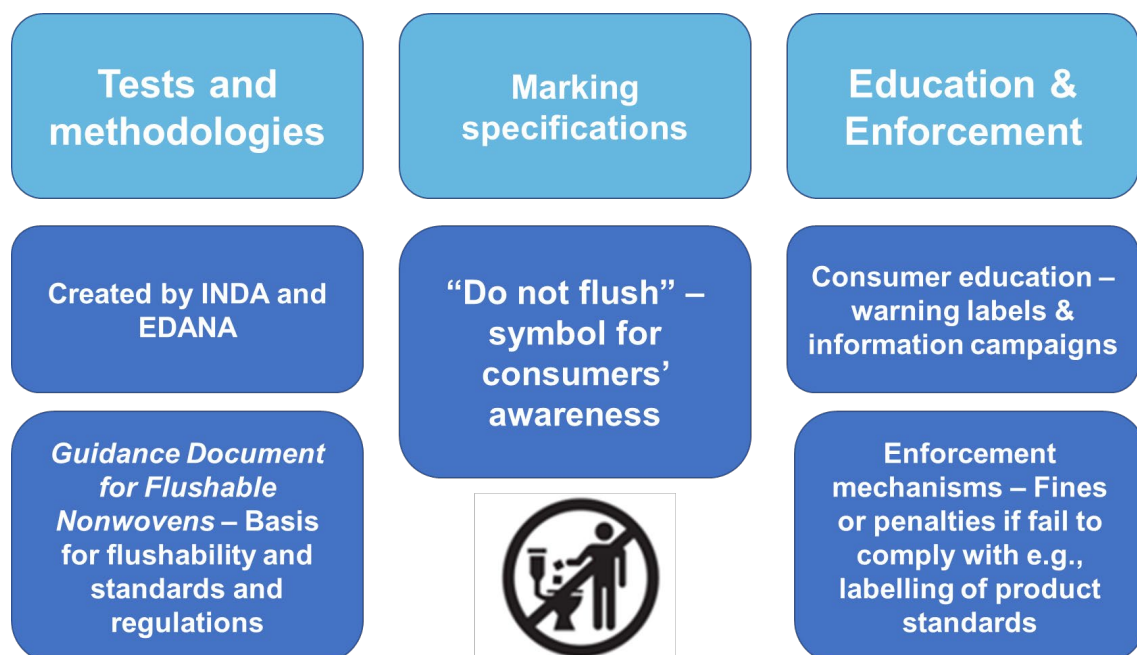 Tests and
methodologies
Created by INDA and
EDANA
Guidance Document
for Flushable
Nonwovens – Basis
for flushability and
standards and
regulations
Marking
specifications
“Do not flush” –
symbol for
consumers’
awareness
Education &
Enforcement
Consumer education –
warning labels &
information campaigns
Enforcement
mechanisms – Fines
or penalties if fail to
comply with e.g.,
labelling of product
standards